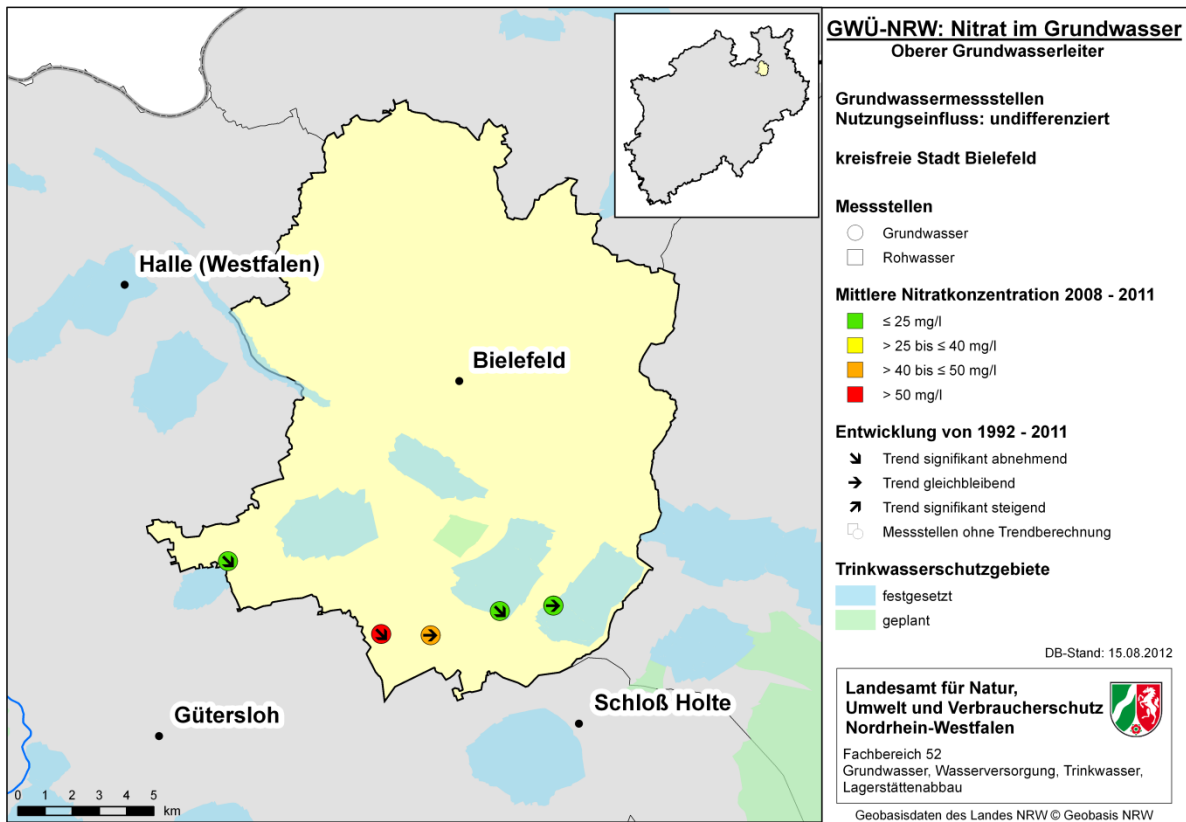 GWÜ-NRW: Nitrat im Grundwasser
Oberer Grundwasserleiter
Grundwassermessstellen
Nutzungseinfluss: undifferenziert
kreisfreie Stadt Bielefeld
Messstellen
Grundwasser
Rohwasser
Mittlere Nitratkonzentration 2008 - 2011
≤ 25 mg/l
> 25 bis ≤ 40 mg/l
> 40 bis ≤ 50 mg/l
> 50 mg/l
Entwicklung von 1992 - 2011
Trend signifikant abnehmend
Trend gleichbleibend
Trend signifikant steigend
Messstellen ohne Trendberechnung
Trinkwasserschutzgebiete
festgesetzt
geplant
DB-Stand: 15.08.2012
Landesamt für Natur,
Umwelt und Verbraucherschutz
Nordrhein-Westfalen
Fachbereich 52
Grundwasser, Wasserversorgung, Trinkwasser,
Lagerstättenabbau
Geobasisdaten des Landes NRW © Geobasis NRW
Halle (Westfalen)
Bielefeld
Gütersloh
Schloß Holte
0 1 2 3 4 5
km